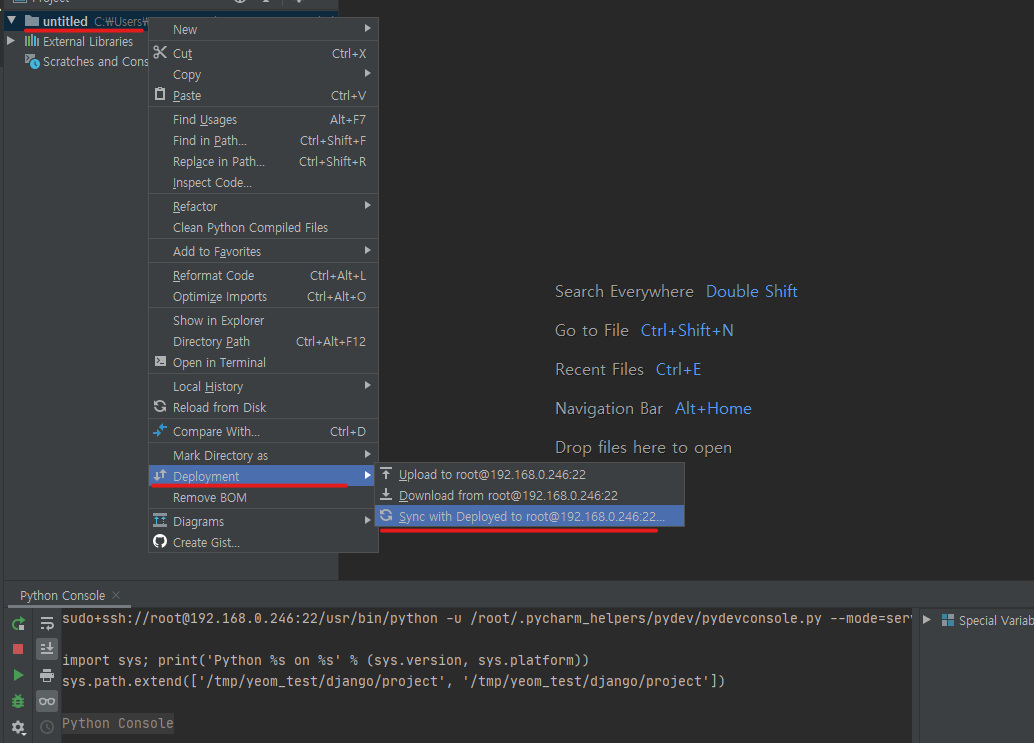 Project
untitled C:₩Users₩
External Libraries
Scratches and Cons
New
Cut Ctrl+X
Copy
Paste Ctrl+V
Find Usages Alt+F7
Find in Path... Ctrl+Shift+F
Replace in Path... Ctrl+Shift+R
Inspect Code...
Refactor
Clean Python Compiled Files
Add to Favorites
Reformat Code Ctrl+Alt+L
Optimize Imports Ctrl+Alt+O
Show in Explorer
Directory Path Ctrl+Alt+F12
Open in Terminal
Local History
Reload from Disk
Compare With... Ctrl+D
Mark Directory as
Deployment
Remove BOM
Diagrams
Create Gist...
Upload to root@192.168.0.246:22
Download from root@192.168.0.246:22
Sync with Deployed to root@192.168.0.246:22...
Search Everywhere Double Shift
Go to File Ctrl+Shift+N
Recent Files Ctrl+E
Navigation Bar Alt+Home
Drop files here to open
Python Console
sudo+ssh://root@192.168.0.246:22/usr/bin/python -u /root/.pycharm_helpers/pydev/pydevconsole.py --mode=serv
import sys; print('Python %s on %s' % (sys.version, sys.platform))
sys.path.extend(['/tmp/yeom_test/django/project', '/tmp/yeom_test/django/project'])
Python Console
Special Variab